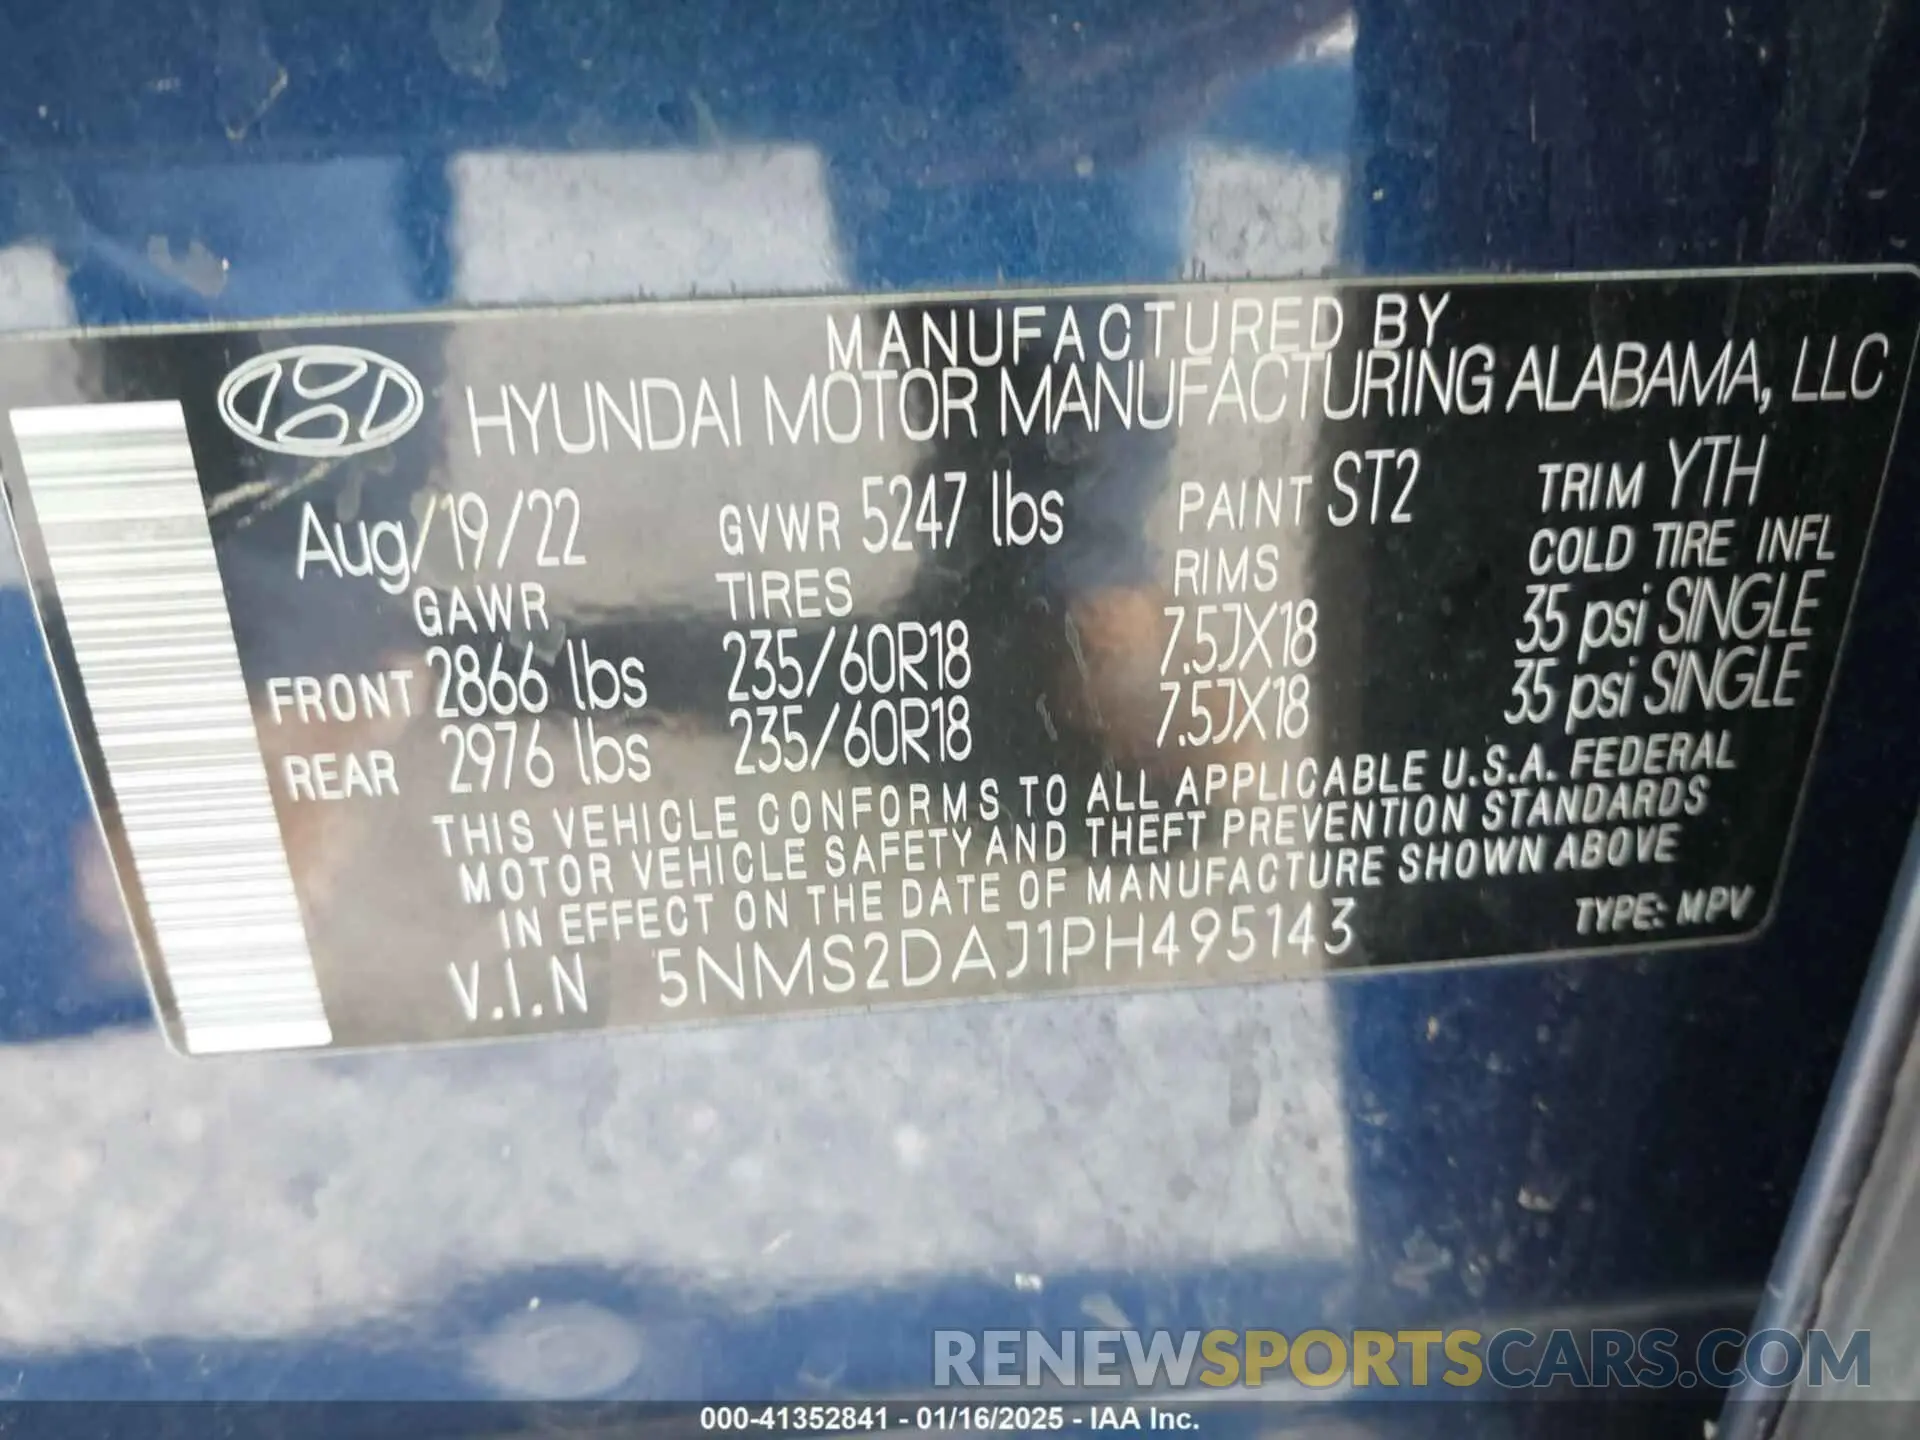 MANUFACTURED BY
HYUNDAI MOTOR MANUFACTURING ALABAMA, LLC
Aug/19/22 GVWR 5247 lbs PAINT ST2 TRIM YTH
GAWR TIRES RIMS COLD TIRE INFL
FRONT 2866 lbs 235/60R18 7.5JX18 35 psi SINGLE
REAR 2976 lbs 235/60R18 7.5JX18 35 psi SINGLE
THIS VEHICLE CONFORMS TO ALL APPLICABLE U.S.A. FEDERAL
MOTOR VEHICLE SAFETY AND THEFT PREVENTION STANDARDS
IN EFFECT ON THE DATE OF MANUFACTURE SHOWN ABOVE
V.I.N 5NMS2DAJ1PH495143 TYPE: MPV
RENEWSPORTSCARS.COM
000-41352841 - 01/16/2025 - IAA Inc.